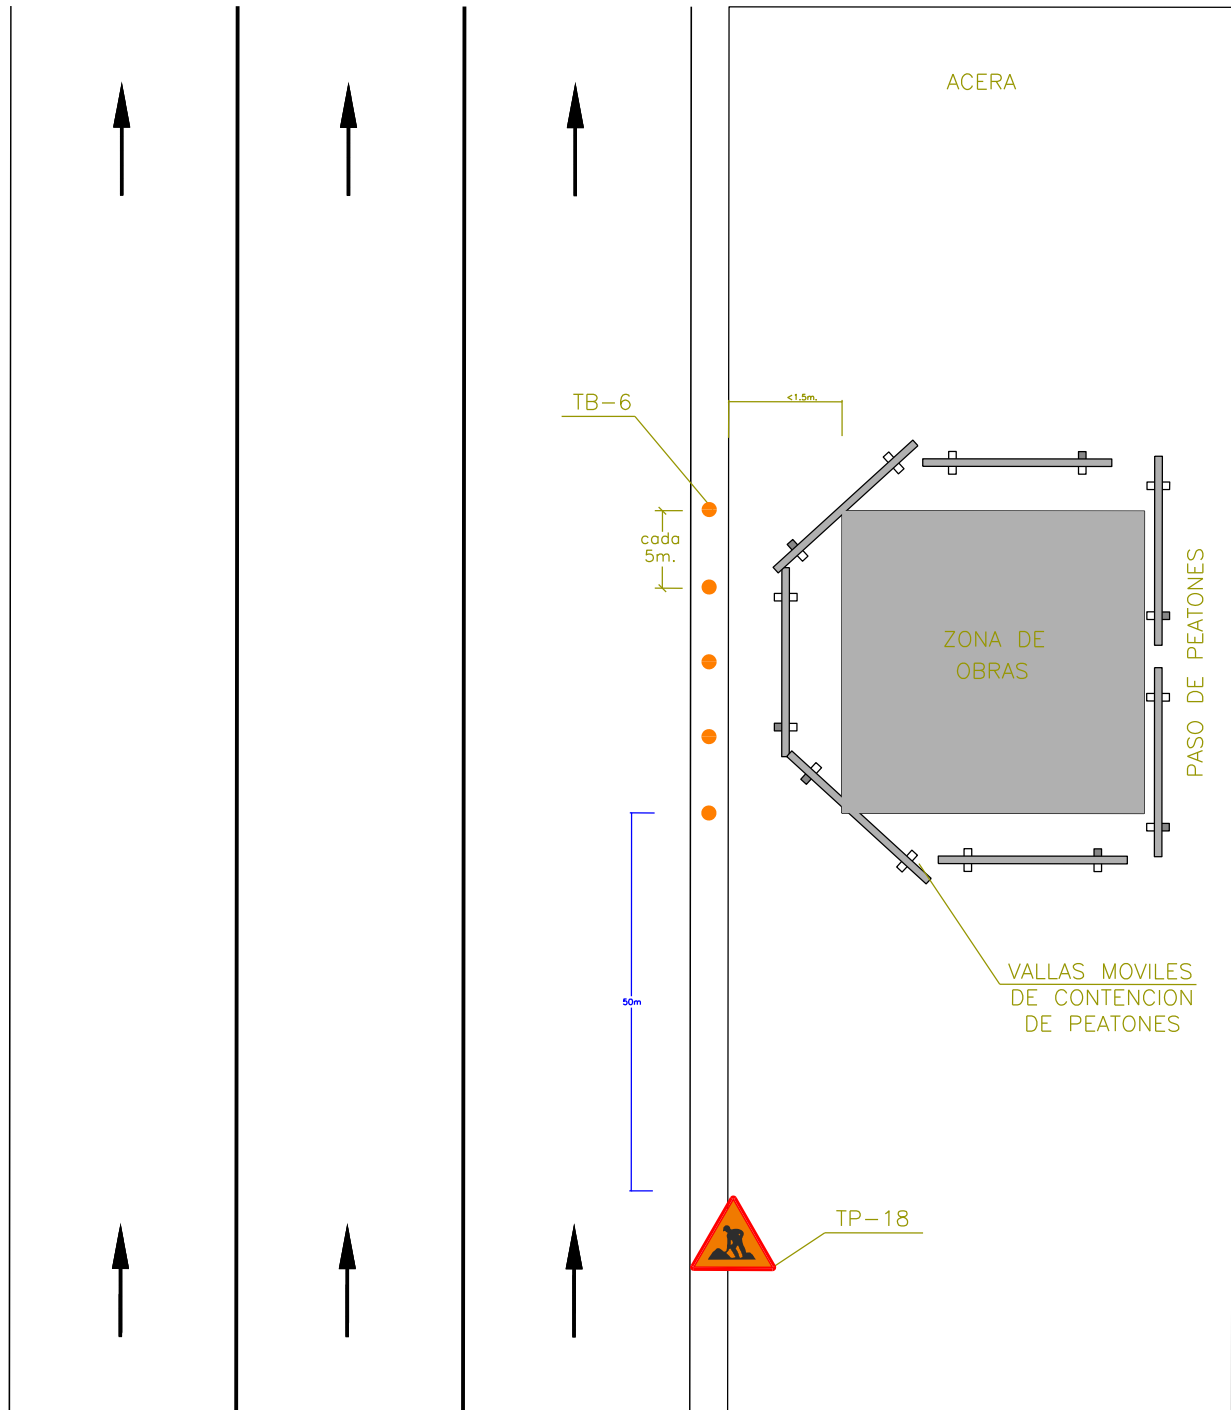 ACERA
TB-6
<1.5m.
cada
5m.
ZONA DE
OBRAS
PASO DE PEATONES
VALLAS MOVILES
DE CONTENCION
DE PEATONES
50m
TP-18